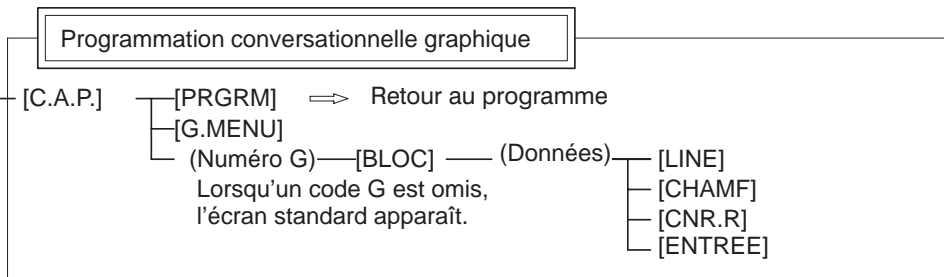 Programmation conversationnelle graphique
[C.A.P.] [PRGRM] Retour au programme
[G.MENU]
(Numéro G) [BLOC] (Données) [LINE]
Lorsqu'un code G est omis, [CHAMF]
l'écran standard apparaît. [CNR.R]
[ENTREE]